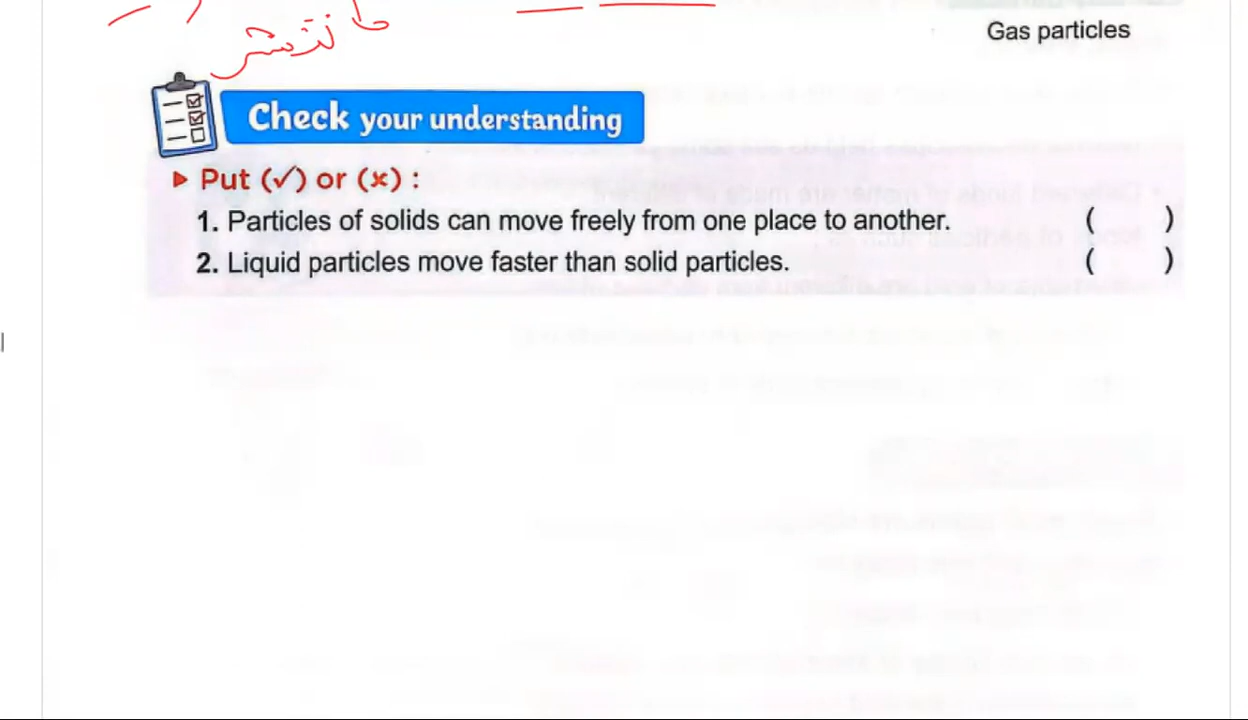 Gas particles
تنتشر
Check your understanding
Put (✓) or (×) :
1. Particles of solids can move freely from one place to another. ( )
2. Liquid particles move faster than solid particles. ( )